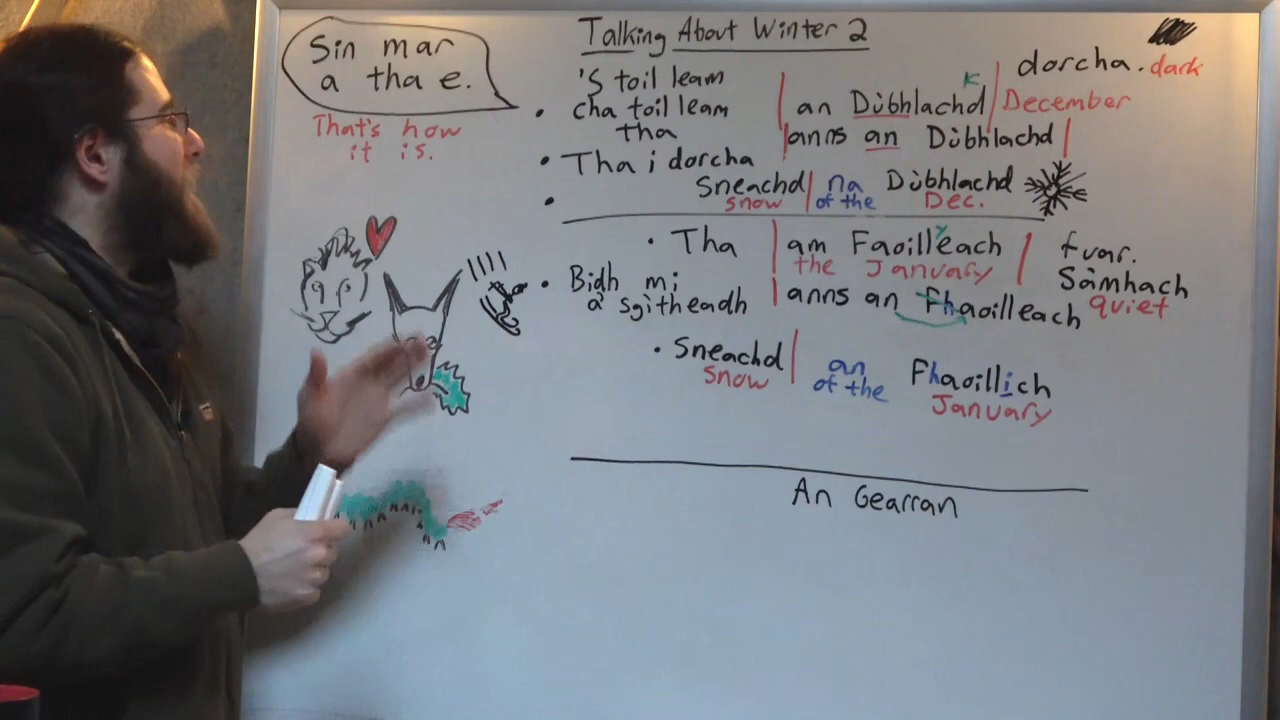 Sin mar
a tha e.
That's how
it is.
Talking About Winter 2
'S toil leam
cha toil leam
tha
K
an Dùbhlachd
December
dorcha. dark
anns an Dùbhlachd
Tha i dorcha
Sneachd na Dùbhlachd
snow of the Dec.
Tha am Faoilleach fuar.
the January
Sàmhach
quiet
Bidh mi
a' sgitheadh
anns an Fhaoilleach
Sneachd an Fhaoillich
snow of the January
An Gearran